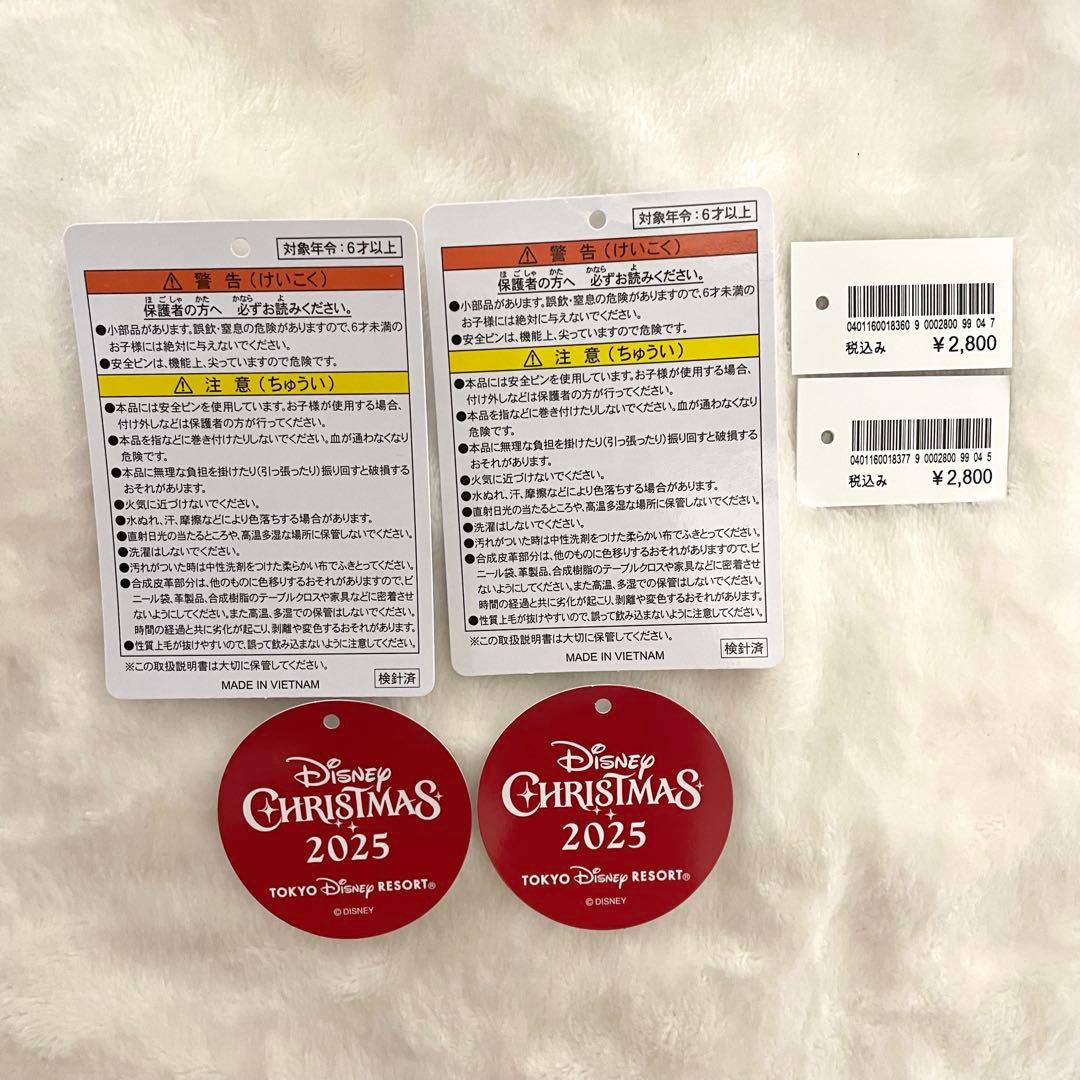 対象年令：6才以上
警告（けいこく）
ほごしゃ かた かなら よ
保護者の方へ 必ずお読みください。
●小部品があります。誤飲・窒息の危険がありますので、6才未満の
お子様には絶対に与えないでください。
●安全ピンは、機能上、尖っていますので危険です。
注意（ちゅうい）
●本品には安全ピンを使用しています。お子様が使用する場合、
付け外しなどは保護者の方が行ってください。
●本品を指などに巻き付けたりしないでください。血が通わなくなり
危険です。
●本品に無理な負担を掛けたり（引っ張ったり）振り回すと破損する
おそれがあります。
●火気に近づけないでください。
●水ぬれ、汗、摩擦などにより色落ちする場合があります。
●直射日光の当たるところや、高温多湿な場所に保管しないでください。
●洗濯はしないでください。
●汚れがついた時は中性洗剤をつけた柔らかい布でふきとってください。
●合成皮革部分は、他のものに色移りするおそれがありますので、ビ
ニール袋、革製品、合成樹脂のテーブルクロスや家具などに密着させ
ないようにしてください。また高温、多湿での保管はしないでください。
時間の経過と共に劣化が起こり、剥離や変色するおそれがあります。
●性質上毛が抜けやすいので、誤って飲み込まないように注意してください。
※この取扱説明書は大切に保管してください。
MADE IN VIETNAM
検針済
対象年令：6才以上
警告（けいこく）
ほごしゃ かた かなら よ
保護者の方へ 必ずお読みください。
●小部品があります。誤飲・窒息の危険がありますので、6才未満の
お子様には絶対に与えないでください。
●安全ピンは、機能上、尖っていますので危険です。
注意（ちゅうい）
●本品には安全ピンを使用しています。お子様が使用する場合、
付け外しなどは保護者の方が行ってください。
●本品を指などに巻き付けたりしないでください。血が通わなくなり
危険です。
●本品に無理な負担を掛けたり（引っ張ったり）振り回すと破損する
おそれがあります。
●火気に近づけないでください。
●水ぬれ、汗、摩擦などにより色落ちする場合があります。
●直射日光の当たるところや、高温多湿な場所に保管しないでください。
●洗濯はしないでください。
●汚れがついた時は中性洗剤をつけた柔らかい布でふきとってください。
●合成皮革部分は、他のものに色移りするおそれがありますので、ビ
ニール袋、革製品、合成樹脂のテーブルクロスや家具などに密着させ
ないようにしてください。また高温、多湿での保管はしないでください。
時間の経過と共に劣化が起こり、剥離や変色するおそれがあります。
●性質上毛が抜けやすいので、誤って飲み込まないように注意してください。
※この取扱説明書は大切に保管してください。
MADE IN VIETNAM
検針済
0401160018360 9 0002800 99 04 7
税込み ¥2,800
0401160018377 9 0002800 99 04 5
税込み ¥2,800
Disney
CHRISTMAS
2025
TOKYO Disney RESORT®
© DISNEY
Disney
CHRISTMAS
2025
TOKYO Disney RESORT®
© DISNEY